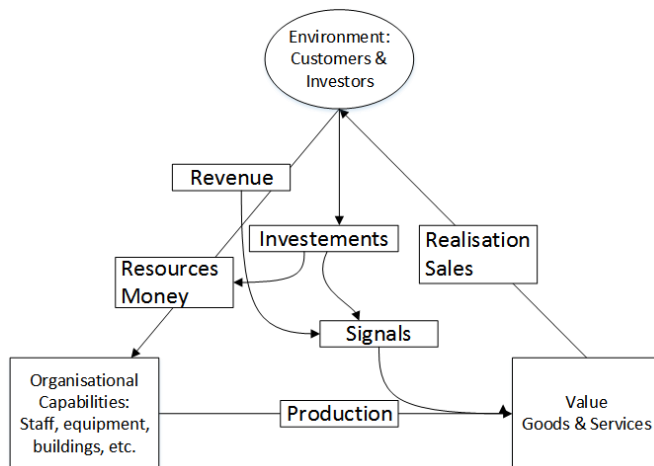 Environment:
Customers &
Investors
Revenue
Investements
Realisation
Sales
Resources
Money
Signals
Organisational
Capabilities:
Staff, equipment,
buildings, etc.
Production
Value
Goods & Services